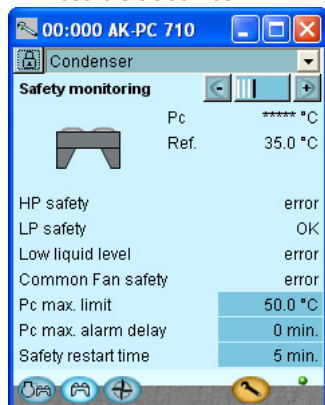 00:000 AK-PC 710
Condenser
Safety monitoring
Pc ***** °C
Ref. 35.0 °C
HP safety error
LP safety OK
Low liquid level error
Common Fan safety error
Pc max. limit 50.0 °C
Pc max. alarm delay 0 min.
Safety restart time 5 min.